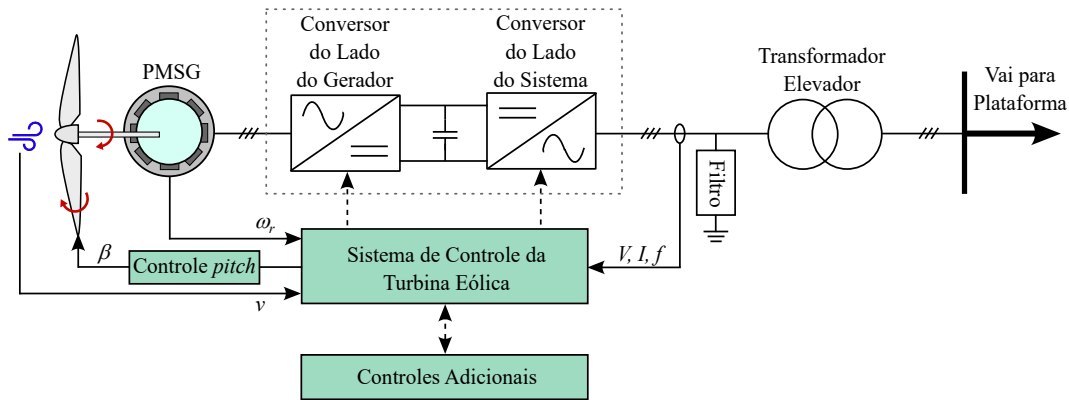 PMSG
Conversor
do Lado
do Gerador
Conversor
do Lado
do Sistema
Transformador
Elevador
Vai para
Plataforma
Filtro
ω_r
β
Controle pitch
v
Sistema de Controle da
Turbina Eólica
V, I, f
Controles Adicionais